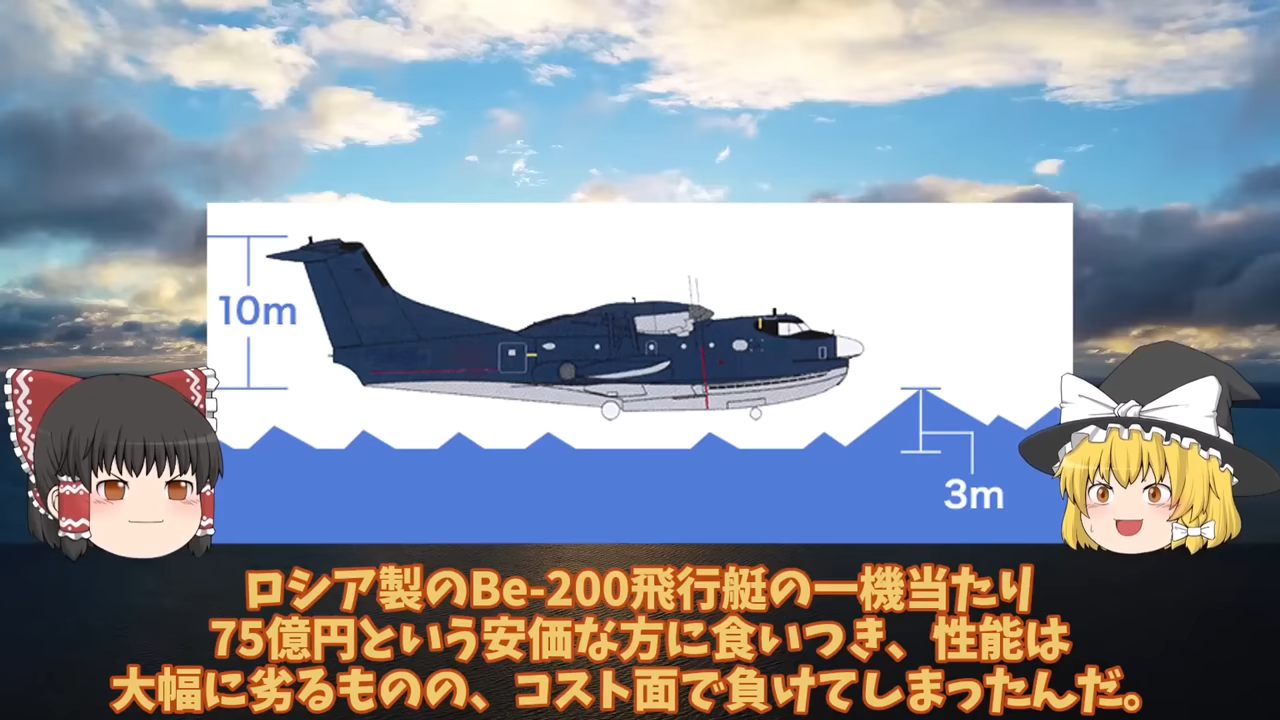 10m
3m
ロシア製のBe-200飛行艇の一機当たり
75億円という安価な方に食いつき、性能は
大幅に劣るものの、コスト面で負けてしまったんだ。